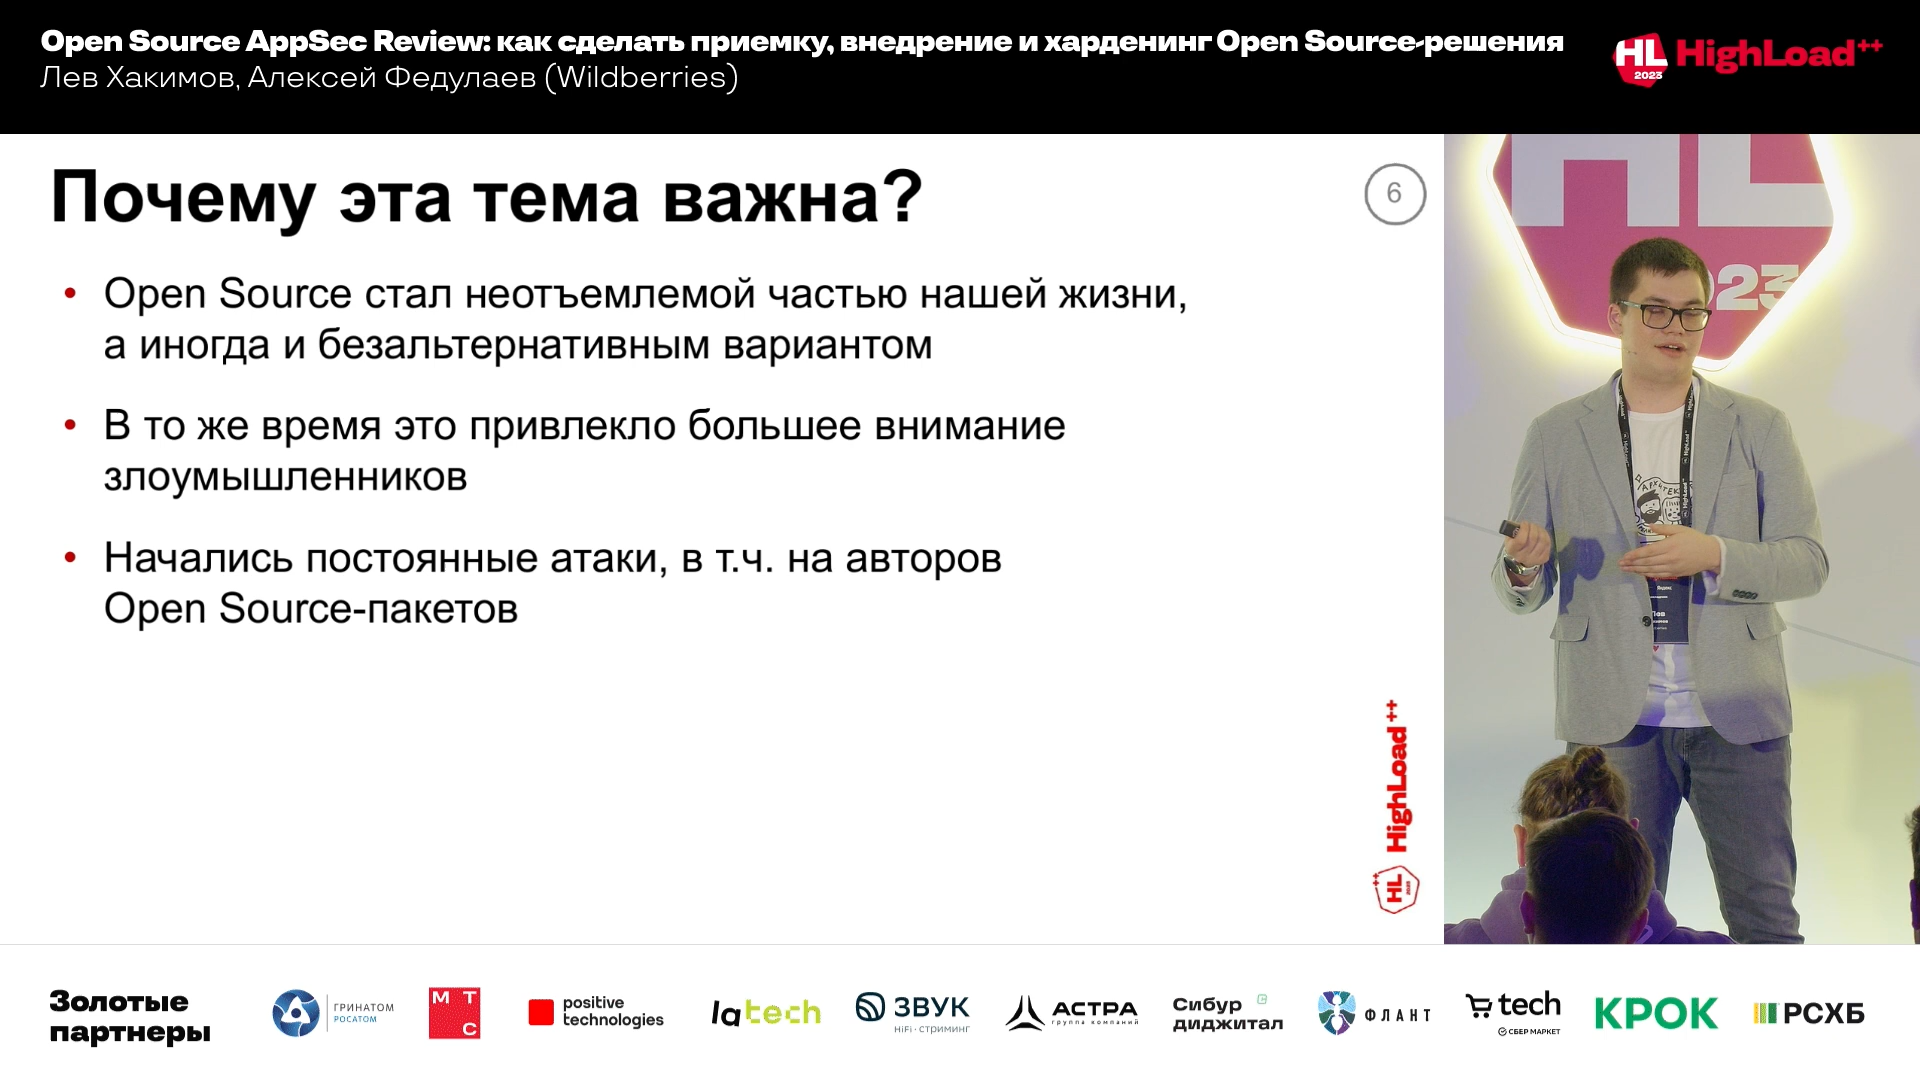 Open Source AppSec Review: как сделать приемку, внедрение и харденинг Open Source-решения
Лев Хакимов, Алексей Федулаев (Wildberries)
HL
2023
HighLoad++
Почему эта тема важна?
6
Open Source стал неотъемлемой частью нашей жизни,
а иногда и безальтернативным вариантом
В то же время это привлекло большее внимание
злоумышленников
Начались постоянные атаки, в т.ч. на авторов
Open Source-пакетов
HighLoad++
HL
HL
2023
Золотые
партнеры
ГРИНАТОМ
РОСАТОМ
МТС
positive
technologies
latech
ЗВУК
HiFi · стриминг
АСТРА
группа компаний
Сибур
диджитал
ФЛАНТ
tech
СБЕР МАРКЕТ
КРОК
РСХБ